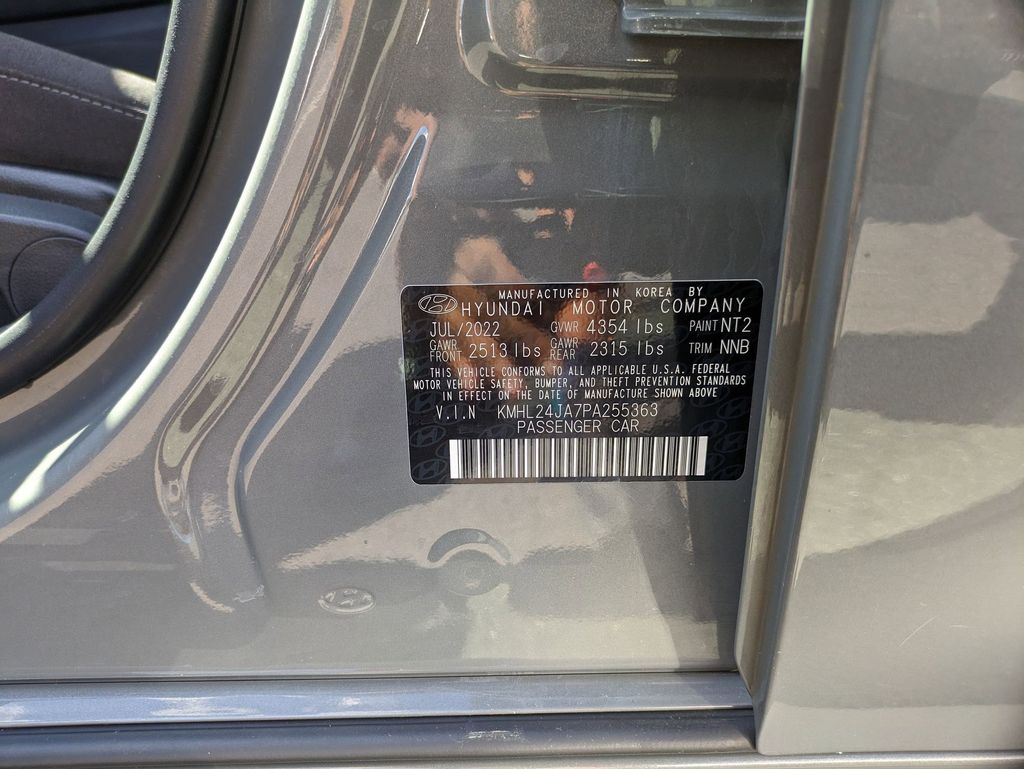 MANUFACTURED IN KOREA BY
HYUNDAI MOTOR COMPANY
JUL/2022 GVWR 4354 lbs PAINT NT2
GAWR FRONT 2513 lbs GAWR REAR 2315 lbs TRIM NNB
THIS VEHICLE CONFORMS TO ALL APPLICABLE U.S.A. FEDERAL
MOTOR VEHICLE SAFETY, BUMPER, AND THEFT PREVENTION STANDARDS
IN EFFECT ON THE DATE OF MANUFACTURE SHOWN ABOVE
V.I.N KMHL24JA7PA255363
PASSENGER CAR